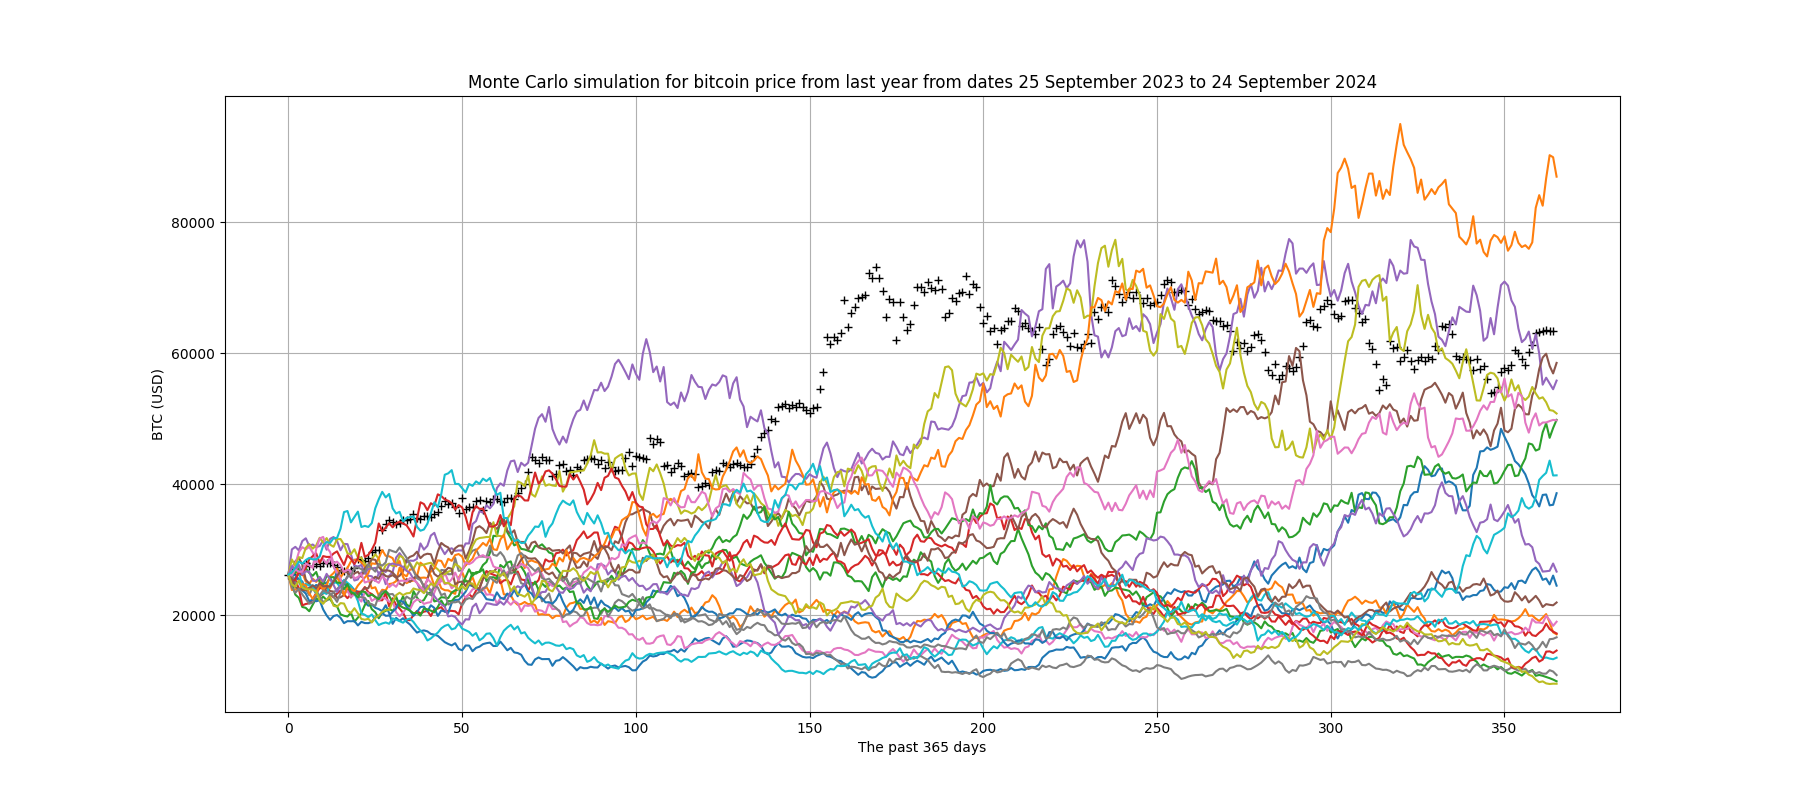 Monte Carlo simulation for bitcoin price from last year from dates 25 September 2023 to 24 September 2024
BTC (USD)
80000
60000
40000
20000
0 50 100 150 200 250 300 350
The past 365 days